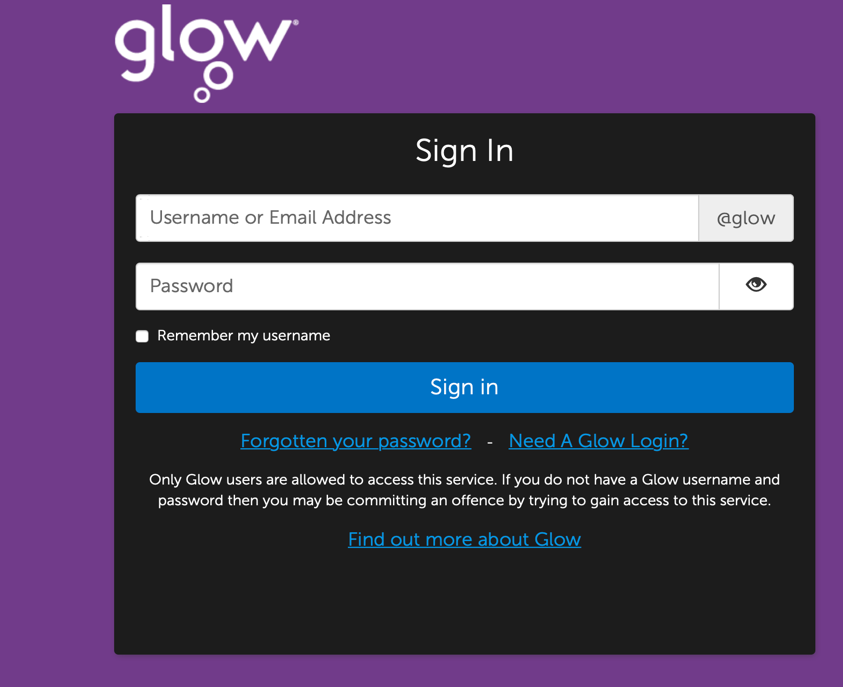 glow®
Sign In
Username or Email Address @glow
Password
Remember my username
Sign in
Forgotten your password? - Need A Glow Login?
Only Glow users are allowed to access this service. If you do not have a Glow username and
password then you may be committing an offence by trying to gain access to this service.
Find out more about Glow